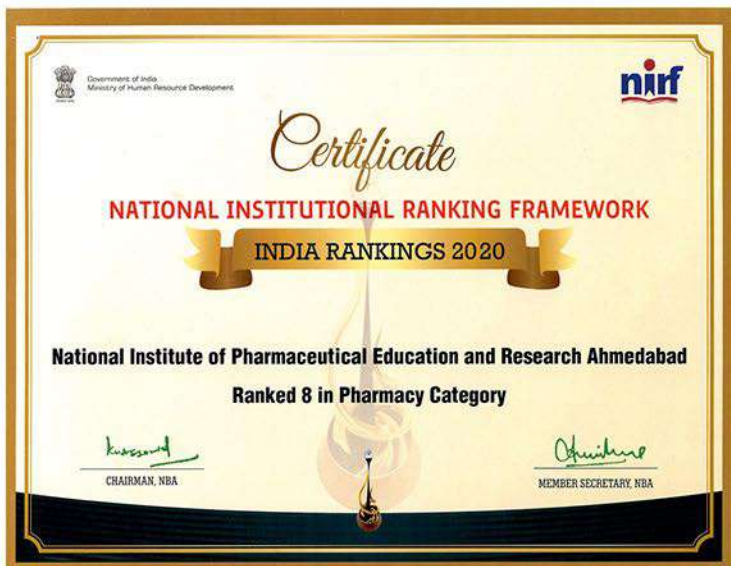 Government of India
Ministry of Human Resource Development
nirf
Certificate
NATIONAL INSTITUTIONAL RANKING FRAMEWORK
INDIA RANKINGS 2020
National Institute of Pharmaceutical Education and Research Ahmedabad
Ranked 8 in Pharmacy Category
CHAIRMAN, NBA
MEMBER SECRETARY, NBA